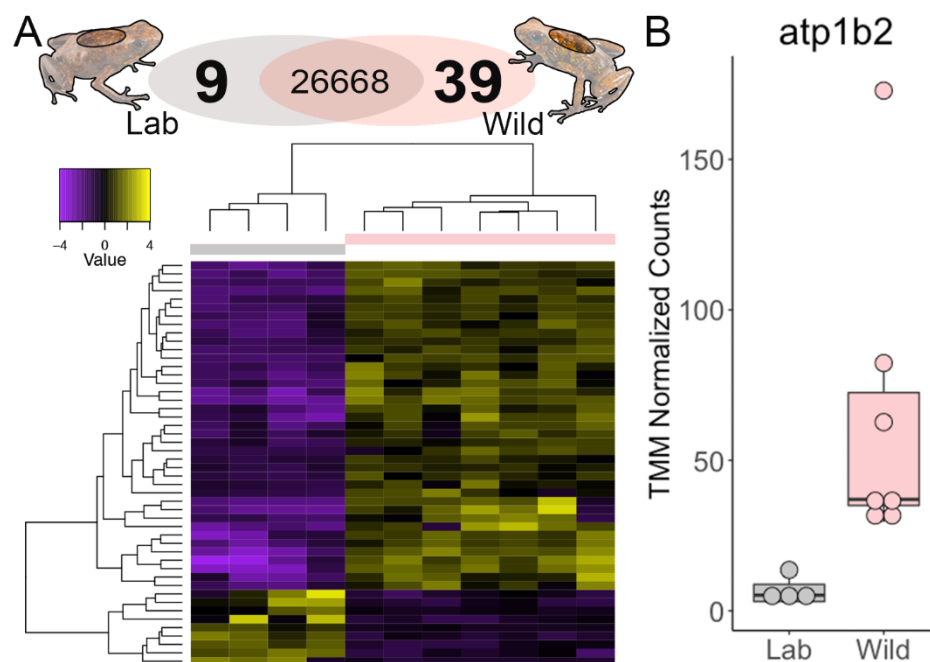 A
9
26668
39
Lab
Wild
−4
0
4
Value
B
atp1b2
TMM Normalized Counts
150
100
50
0
Lab
Wild